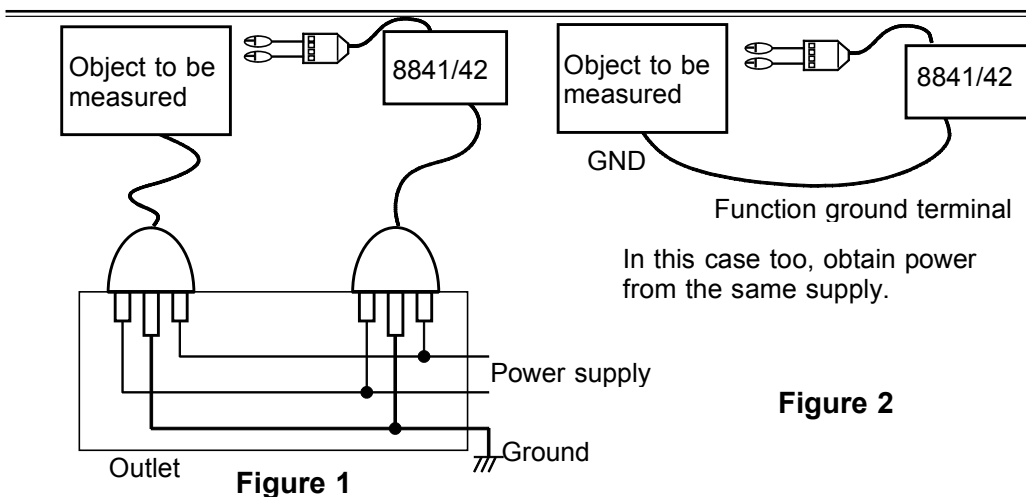 Object to be
measured
8841/42
Power supply
Ground
Outlet
Figure 1
Object to be
measured
8841/42
GND
Function ground terminal
In this case too, obtain power
from the same supply.
Figure 2